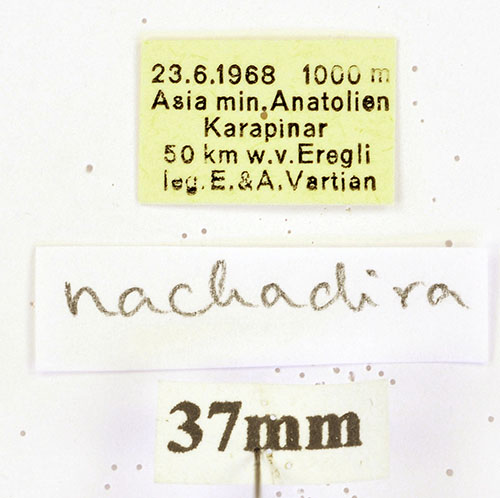 23.6.1968 1000 m
Asia min.Anatolien
Karapinar
50 km w.v.Eregli
leg.E.&A.Vartian
nachadira
37mm